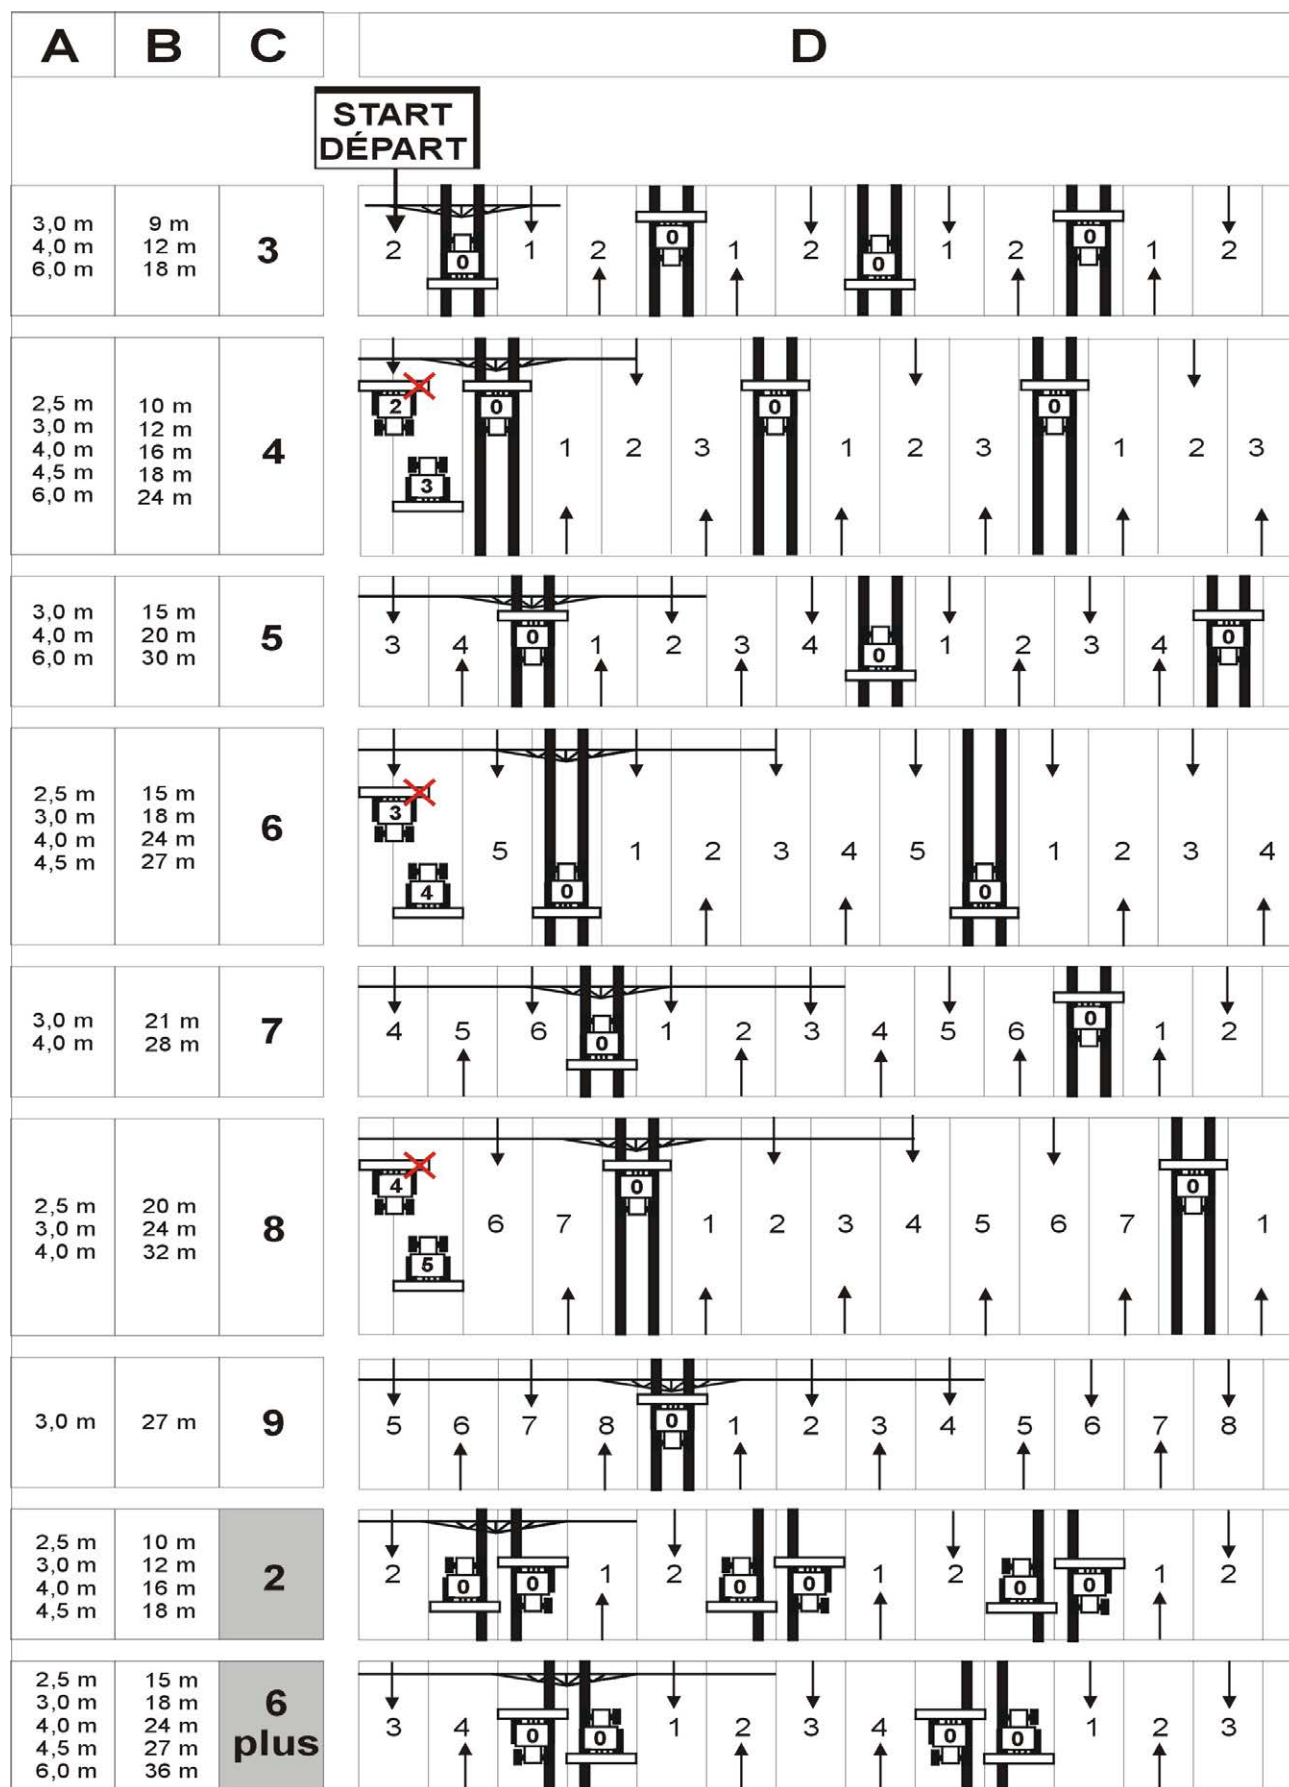 A B C D
START
DÉPART
3,0 m 9 m
4,0 m 12 m
6,0 m 18 m
3
2 0 1 2 0 1 2 0 1 2 0 1 2
2,5 m 10 m
3,0 m 12 m
4,0 m 16 m
4,5 m 18 m
6,0 m 24 m
4
2 0 0 0
1 2 3 1 2 3 1 2 3
3
3,0 m 15 m
4,0 m 20 m
6,0 m 30 m
5
3 4 0 1 2 3 4 0 1 2 3 4 0
2,5 m 15 m
3,0 m 18 m
4,0 m 24 m
4,5 m 27 m
6
3
5 1 2 3 4 5 1 2 3 4
4 0 0
3,0 m 21 m
4,0 m 28 m
7
4 5 6 0 1 2 3 4 5 6 0 1 2
2,5 m 20 m
3,0 m 24 m
4,0 m 32 m
8
4 0 0
6 7 1 2 3 4 5 6 7 1
5
3,0 m 27 m
9
5 6 7 8 0 1 2 3 4 5 6 7 8
2,5 m 10 m
3,0 m 12 m
4,0 m 16 m
4,5 m 18 m
2
2 0 0 1 2 0 0 1 2 0 0 1 2
2,5 m 15 m
3,0 m 18 m
4,0 m 24 m
4,5 m 27 m
6,0 m 36 m
6
plus
3 4 0 0 1 2 3 4 0 0 1 2 3